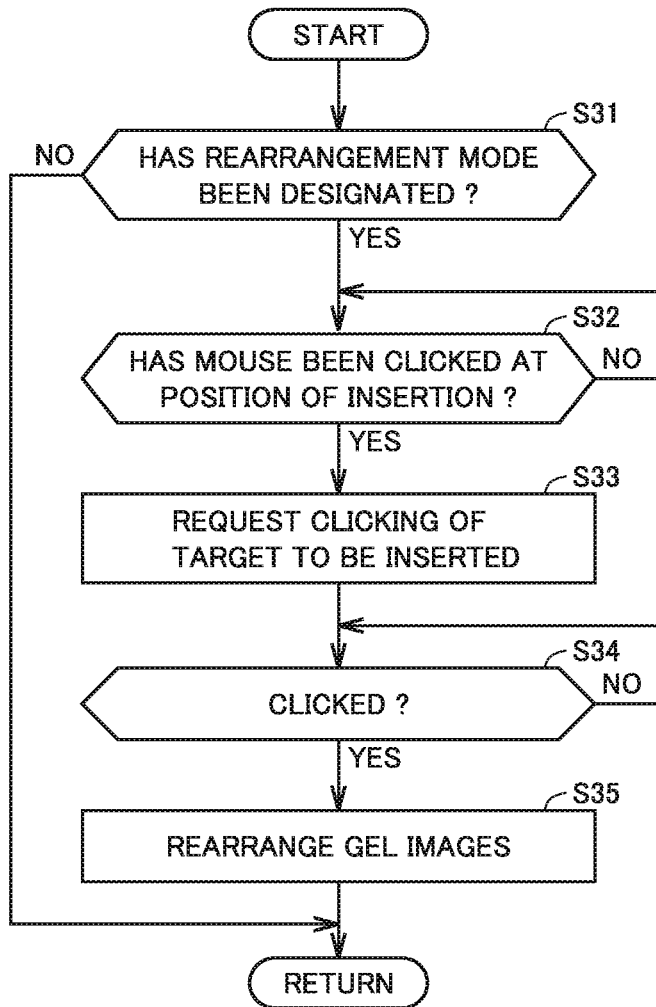 START
S31
NO
HAS REARRANGEMENT MODE
BEEN DESIGNATED ?
YES
S32
HAS MOUSE BEEN CLICKED AT
POSITION OF INSERTION ?
NO
YES
S33
REQUEST CLICKING OF
TARGET TO BE INSERTED
S34
CLICKED ?
NO
YES
S35
REARRANGE GEL IMAGES
RETURN